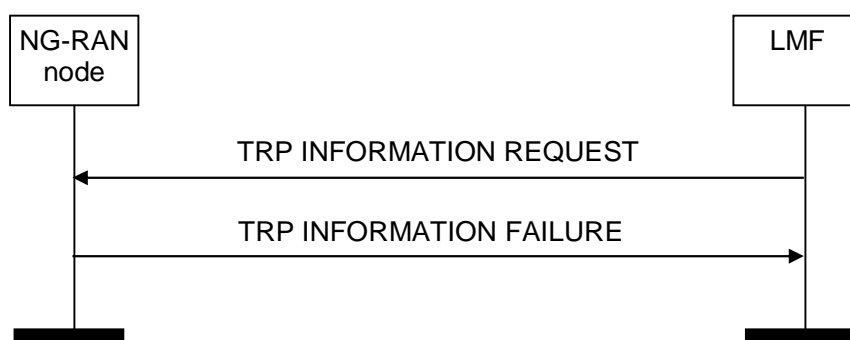 NG-RAN
node
LMF
TRP INFORMATION REQUEST
TRP INFORMATION FAILURE